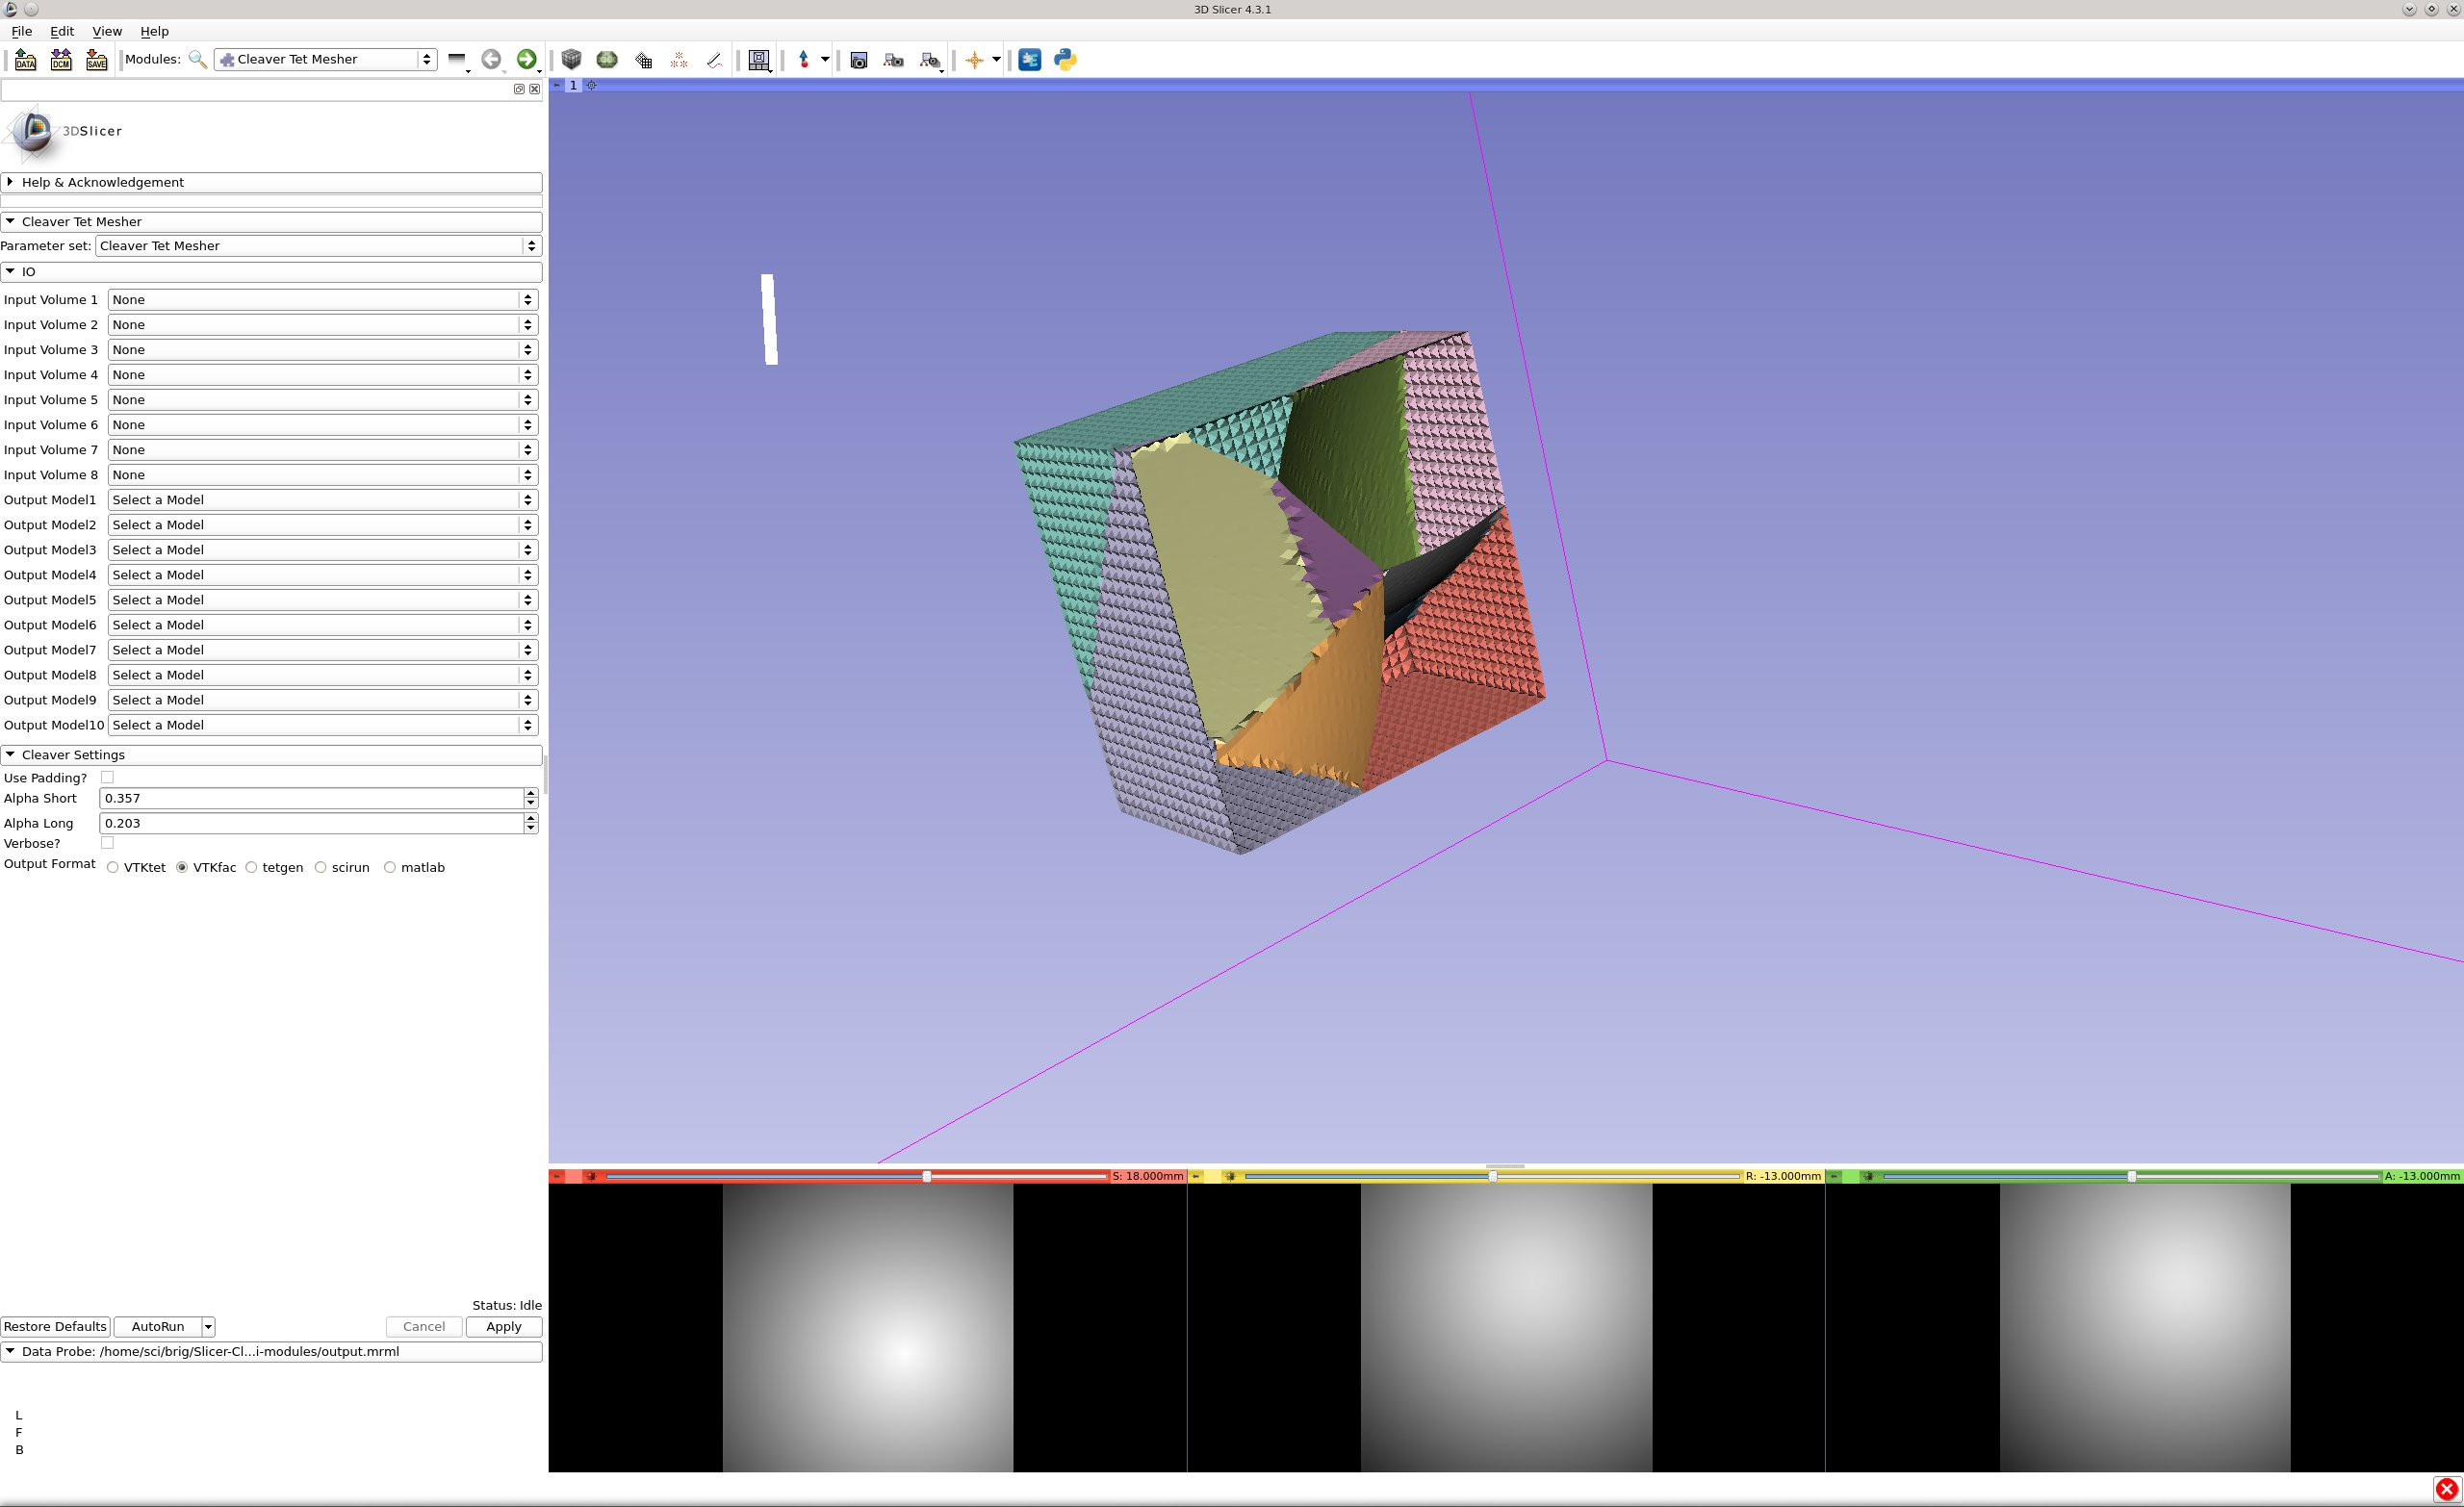 3D Slicer 4.3.1
File Edit View Help
DATA DCM SAVE Modules: Cleaver Tet Mesher
1
3DSlicer
Help & Acknowledgement
Cleaver Tet Mesher
Parameter set: Cleaver Tet Mesher
IO
Input Volume 1 None
Input Volume 2 None
Input Volume 3 None
Input Volume 4 None
Input Volume 5 None
Input Volume 6 None
Input Volume 7 None
Input Volume 8 None
Output Model1 Select a Model
Output Model2 Select a Model
Output Model3 Select a Model
Output Model4 Select a Model
Output Model5 Select a Model
Output Model6 Select a Model
Output Model7 Select a Model
Output Model8 Select a Model
Output Model9 Select a Model
Output Model10 Select a Model
Cleaver Settings
Use Padding?
Alpha Short 0.357
Alpha Long 0.203
Verbose?
Output Format VTKtet VTKfac tetgen scirun matlab
S: 18.000mm R: -13.000mm A: -13.000mm
Status: Idle
Restore Defaults AutoRun Cancel Apply
Data Probe: /home/sci/brig/Slicer-Cl...i-modules/output.mrml
L
F
B